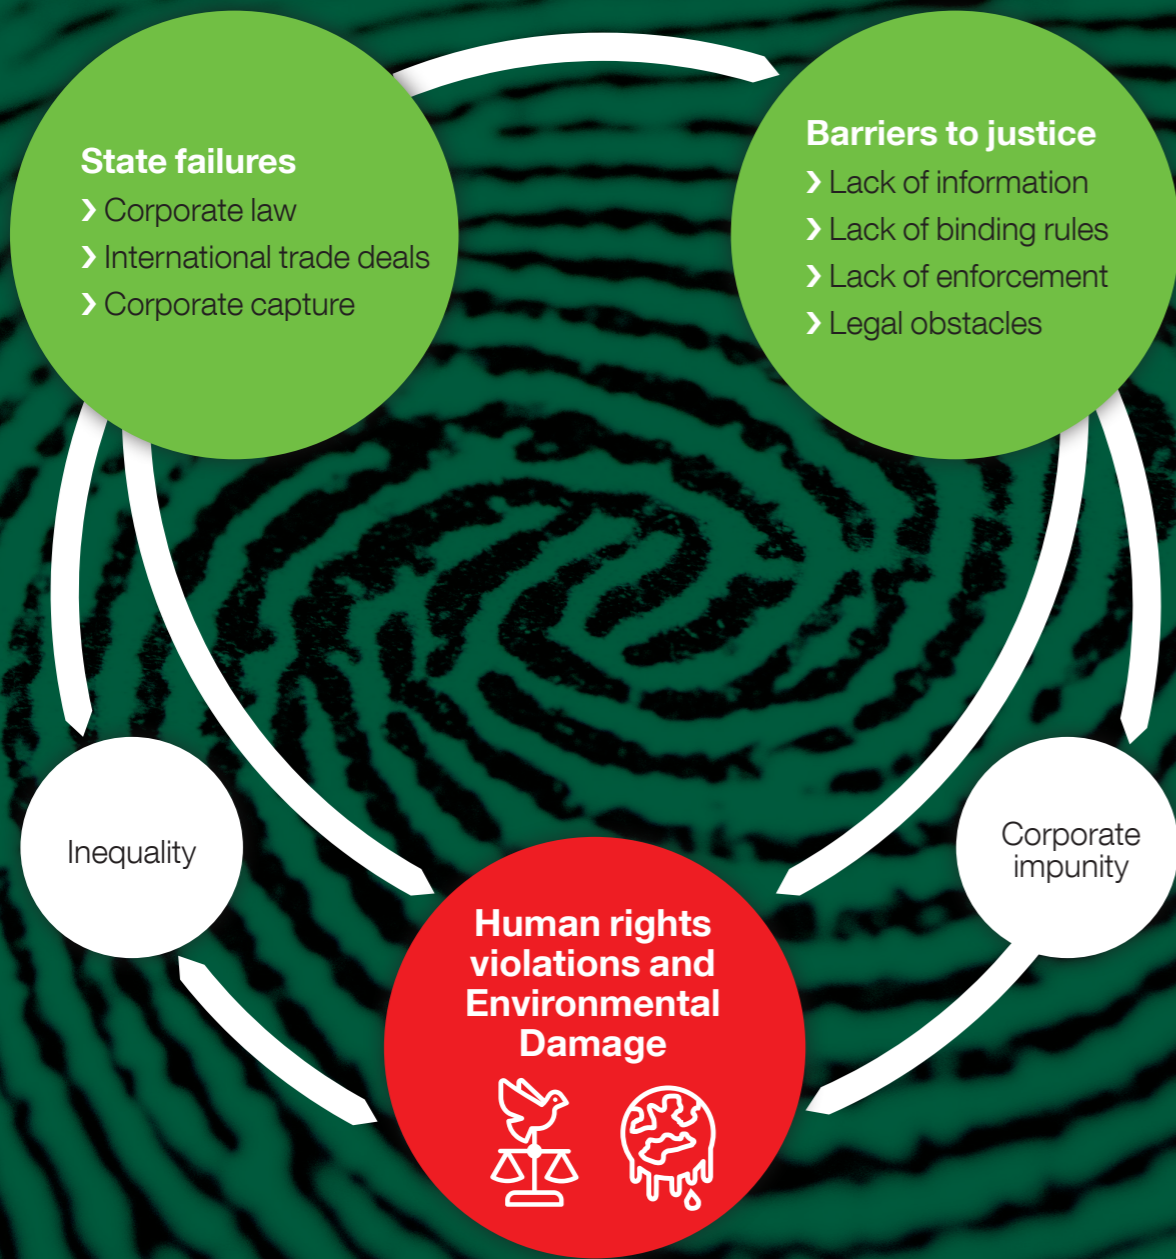 State failures
› Corporate law
› International trade deals
› Corporate capture
Barriers to justice
› Lack of information
› Lack of binding rules
› Lack of enforcement
› Legal obstacles
Inequality
Corporate
impunity
Human rights
violations and
Environmental
Damage